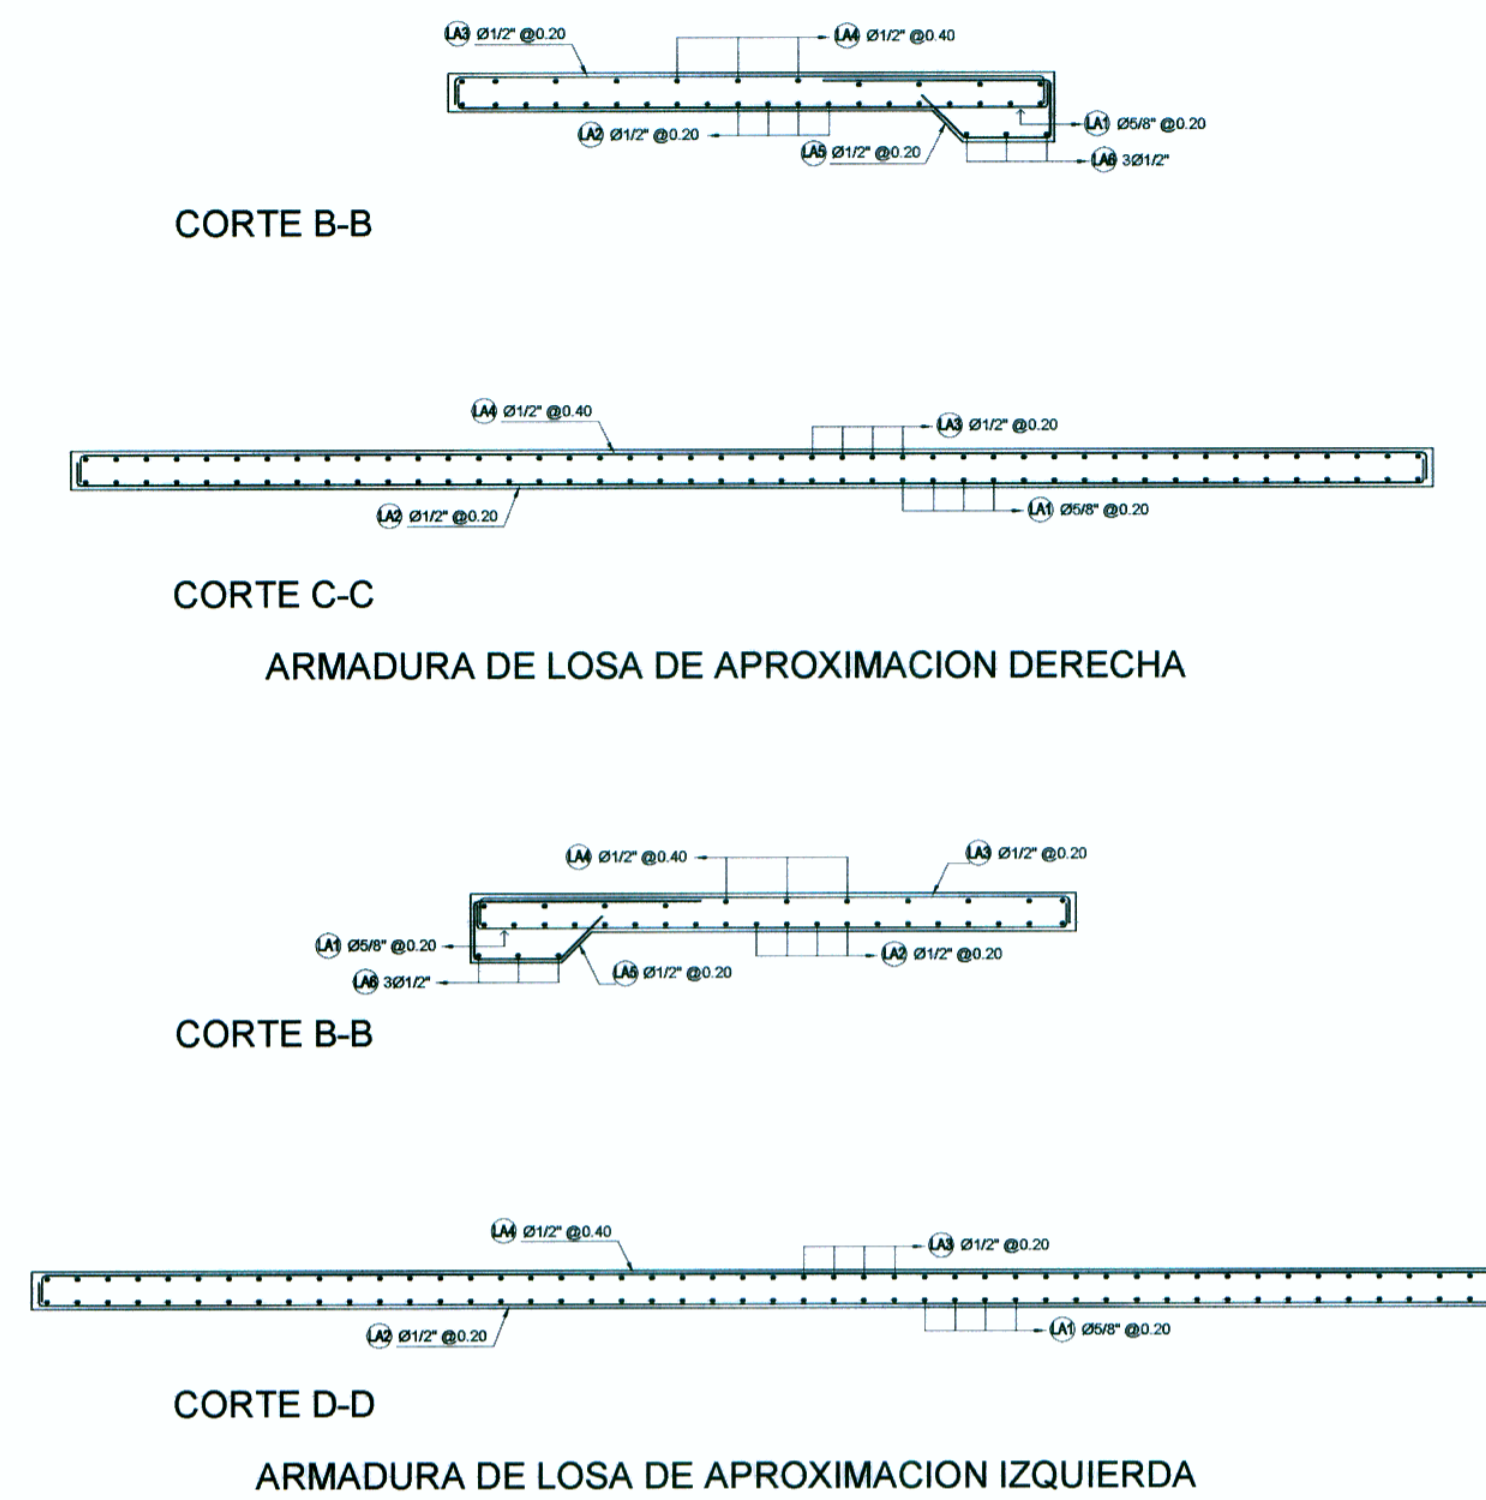 LA3 Ø1/2" @0.20
LA4 Ø1/2" @0.40
LA2 Ø1/2" @0.20
LA1 Ø5/8" @0.20
LA5 Ø1/2" @0.20
LA6 3Ø1/2"
CORTE B-B
LA4 Ø1/2" @0.40
LA3 Ø1/2" @0.20
LA2 Ø1/2" @0.20
LA1 Ø5/8" @0.20
CORTE C-C
ARMADURA DE LOSA DE APROXIMACION DERECHA
LA4 Ø1/2" @0.40
LA3 Ø1/2" @0.20
LA1 Ø5/8" @0.20
LA2 Ø1/2" @0.20
LA6 3Ø1/2"
LA5 Ø1/2" @0.20
CORTE B-B
LA4 Ø1/2" @0.40
LA3 Ø1/2" @0.20
LA2 Ø1/2" @0.20
LA1 Ø5/8" @0.20
CORTE D-D
ARMADURA DE LOSA DE APROXIMACION IZQUIERDA